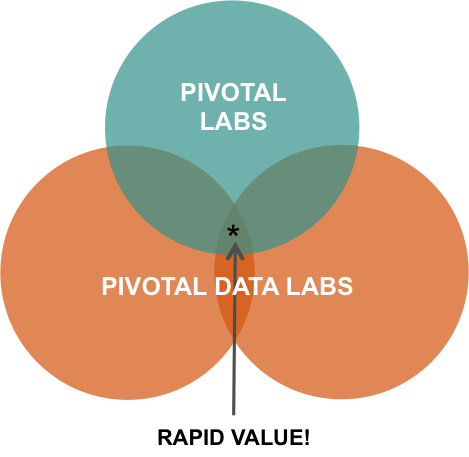 PIVOTAL
LABS
*
PIVOTAL DATA LABS
RAPID VALUE!